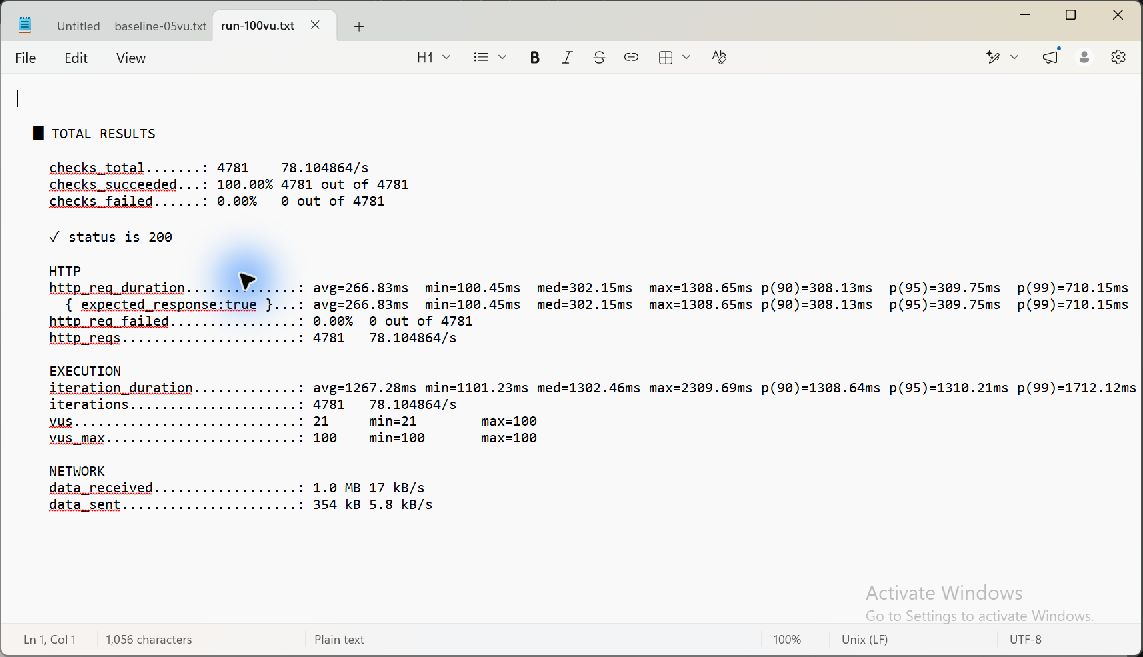 Untitled baseline-05vu.txt run-100vu.txt
File Edit View H1 B I S
█ TOTAL RESULTS
checks_total.......: 4781 78.104864/s
checks_succeeded...: 100.00% 4781 out of 4781
checks_failed......: 0.00% 0 out of 4781
✓ status is 200
HTTP
http_req_duration..............: avg=266.83ms min=100.45ms med=302.15ms max=1308.65ms p(90)=308.13ms p(95)=309.75ms p(99)=710.15ms
{ expected_response:true }...: avg=266.83ms min=100.45ms med=302.15ms max=1308.65ms p(90)=308.13ms p(95)=309.75ms p(99)=710.15ms
http_req_failed................: 0.00% 0 out of 4781
http_reqs......................: 4781 78.104864/s
EXECUTION
iteration_duration.............: avg=1267.28ms min=1101.23ms med=1302.46ms max=2309.69ms p(90)=1308.64ms p(95)=1310.21ms p(99)=1712.12ms
iterations.....................: 4781 78.104864/s
vus............................: 21 min=21 max=100
vus_max........................: 100 min=100 max=100
NETWORK
data_received..................: 1.0 MB 17 kB/s
data_sent......................: 354 kB 5.8 kB/s
Activate Windows
Go to Settings to activate Windows.
Ln 1, Col 1 1,056 characters Plain text 100% Unix (LF) UTF-8